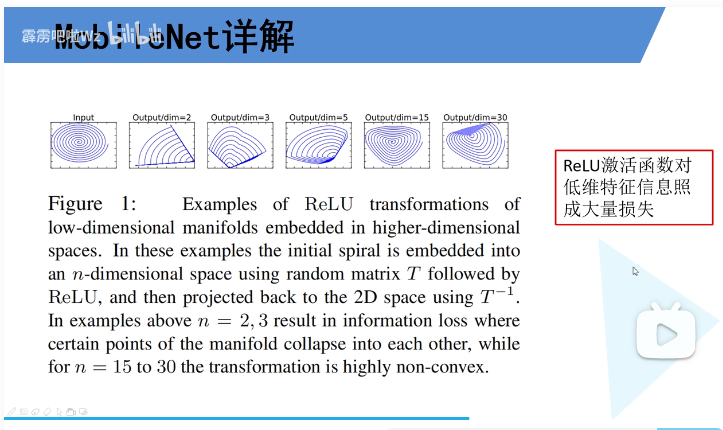 MobileNet详解
霹雳吧啦Wz bilibili
Input Output/dim=2 Output/dim=3 Output/dim=5 Output/dim=15 Output/dim=30
ReLU激活函数对
低维特征信息照
成大量损失
Figure 1: Examples of ReLU transformations of
low-dimensional manifolds embedded in higher-dimensional
spaces. In these examples the initial spiral is embedded into
an n-dimensional space using random matrix T followed by
ReLU, and then projected back to the 2D space using T⁻¹.
In examples above n = 2, 3 result in information loss where
certain points of the manifold collapse into each other, while
for n = 15 to 30 the transformation is highly non-convex.